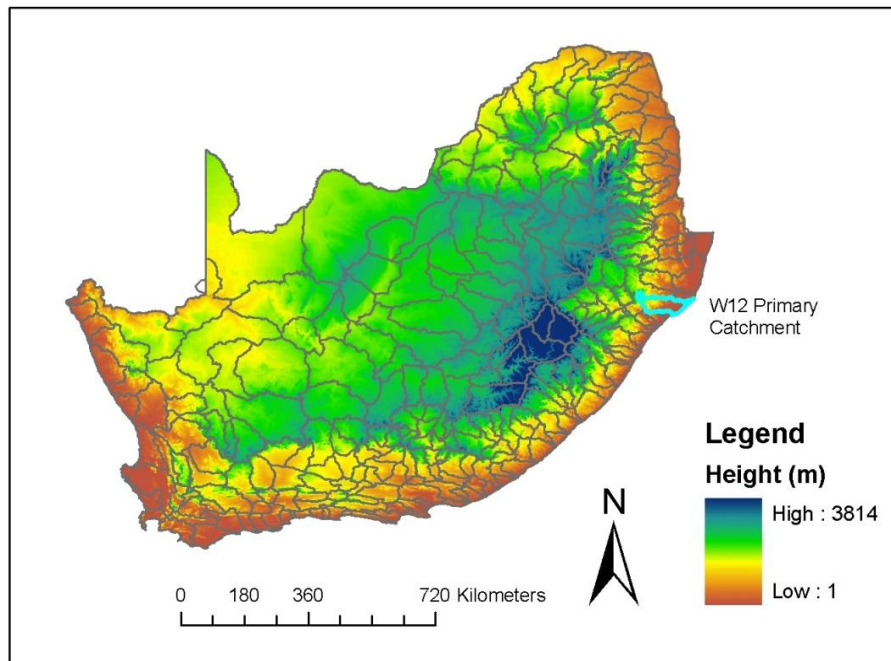 W12 Primary
Catchment
Legend
Height (m)
High : 3814
Low : 1
N
0 180 360 720 Kilometers